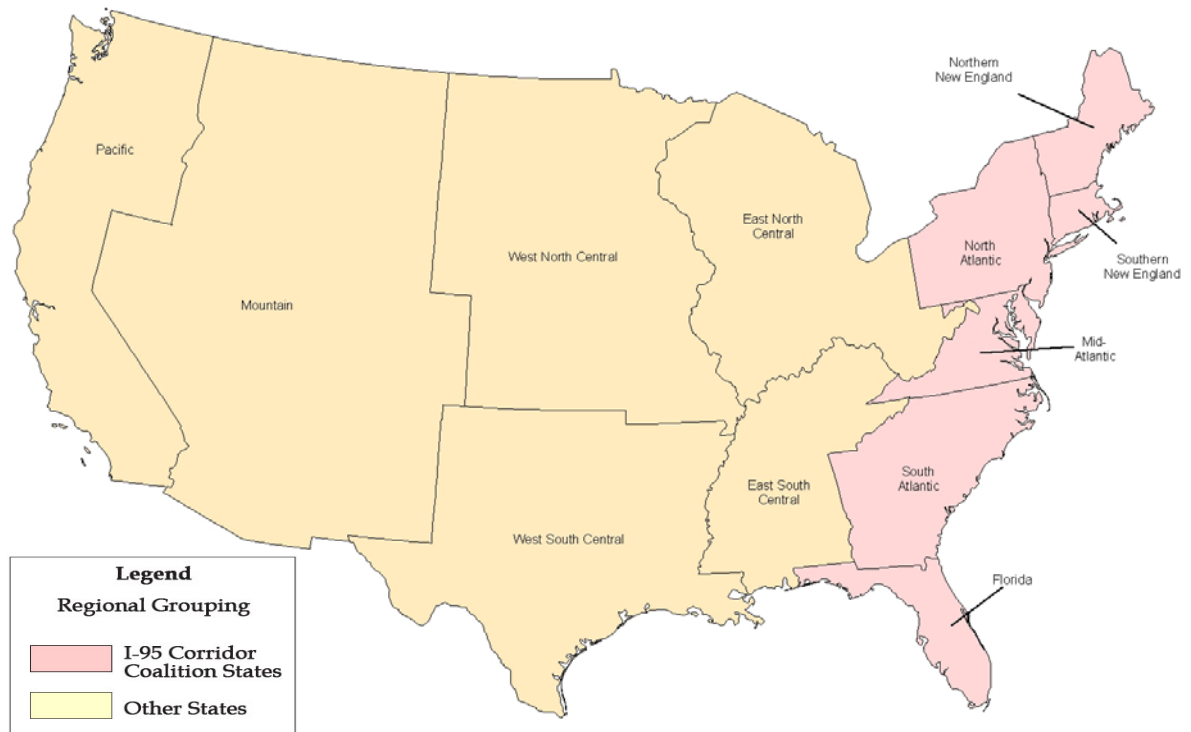 Northern
New England
Pacific
East North
Central
North
Atlantic
West North Central
Southern
New England
Mountain
Mid-
Atlantic
South
Atlantic
East South
Central
West South Central
Florida
Legend
Regional Grouping
I-95 Corridor
Coalition States
Other States